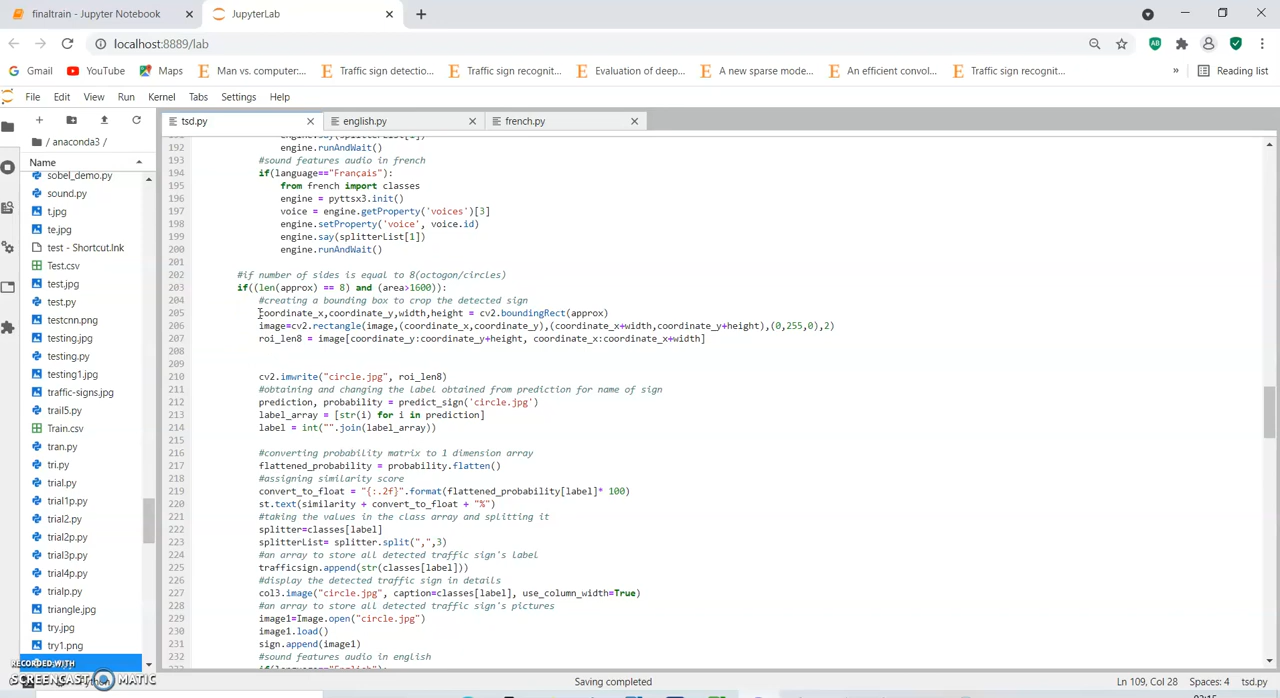 finaltrain - Jupyter Notebook
JupyterLab
localhost:8889/lab
Gmail
YouTube
Maps
Man vs. computer:...
Traffic sign detectio...
Traffic sign recognit...
Evaluation of deep...
A new sparse mode...
An efficient convol...
Traffic sign recognit...
Reading list
File Edit View Run Kernel Tabs Settings Help
tsd.py
english.py
french.py
/ anaconda3 /
Name
sobel_demo.py
sound.py
t.jpg
te.jpg
test - Shortcut.lnk
Test.csv
test.jpg
test.py
testcnn.png
testing.jpg
testing.py
testing1.jpg
traffic-signs.jpg
trail5.py
Train.csv
tran.py
tri.py
trial.py
trial1p.py
trial2.py
trial2p.py
trial3p.py
trial4p.py
trialp.py
triangle.jpg
try.jpg
try1.png
192 engine.runAndWait()
193 #sound features audio in french
194 if(language=="Français"):
195 from french import classes
196 engine = pyttsx3.init()
197 voice = engine.getProperty('voices')[3]
198 engine.setProperty('voice', voice.id)
199 engine.say(splitterList[1])
200 engine.runAndWait()
201
202 #if number of sides is equal to 8(octogon/circles)
203 if((len(approx) == 8) and (area>1600)):
204 #creating a bounding box to crop the detected sign
205 coordinate_x,coordinate_y,width,height = cv2.boundingRect(approx)
206 image=cv2.rectangle(image,(coordinate_x,coordinate_y),(coordinate_x+width,coordinate_y+height),(0,255,0),2)
207 roi_len8 = image[coordinate_y:coordinate_y+height, coordinate_x:coordinate_x+width]
208
209
210 cv2.imwrite("circle.jpg", roi_len8)
211 #obtaining and changing the label obtained from prediction for name of sign
212 prediction, probability = predict_sign('circle.jpg')
213 label_array = [str(i) for i in prediction]
214 label = int("".join(label_array))
215
216 #converting probability matrix to 1 dimension array
217 flattened_probability = probability.flatten()
218 #assigning similarity score
219 convert_to_float = "{:.2f}".format(flattened_probability[label]* 100)
220 st.text(similarity + convert_to_float + "%")
221 #taking the values in the class array and splitting it
222 splitter=classes[label]
223 splitterList= splitter.split(",",3)
224 #an array to store all detected traffic sign's label
225 trafficsign.append(str(classes[label]))
226 #display the detected traffic sign in details
227 col3.image("circle.jpg", caption=classes[label], use_column_width=True)
228 #an array to store all detected traffic sign's pictures
229 image1=Image.open("circle.jpg")
230 image1.load()
231 sign.append(image1)
232 #sound features audio in english
RECORDED WITH
SCREENCAST MATIC
Saving completed
Ln 109, Col 28
Spaces: 4
tsd.py